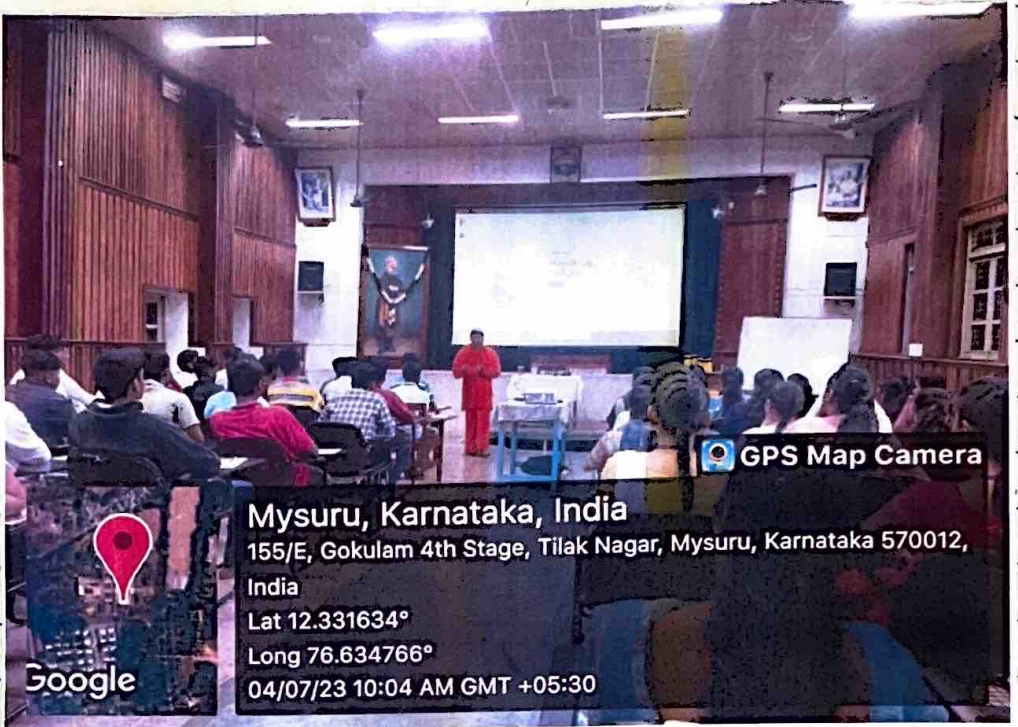 GPS Map Camera
Mysuru, Karnataka, India
155/E, Gokulam 4th Stage, Tilak Nagar, Mysuru, Karnataka 570012,
India
Lat 12.331634°
Long 76.634766°
04/07/23 10:04 AM GMT +05:30
Google